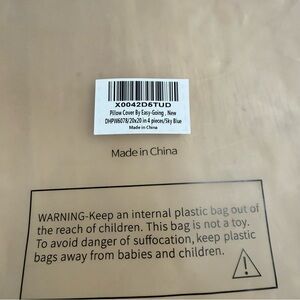 X0042D6TUD
Pillow Cover By Easy-Going , New
DHPW6078/20x20 in 4 pieces/Sky Blue
Made in China
Made in China
WARNING-Keep an internal plastic bag out of
the reach of children. This bag is not a toy.
To avoid danger of suffocation, keep plastic
bags away from babies and children.